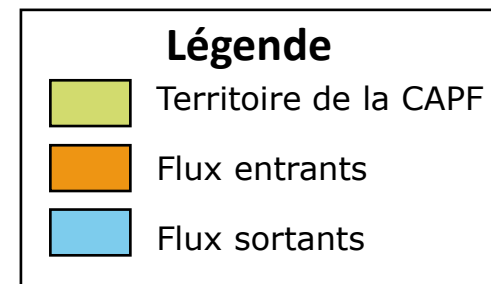 Légende
Territoire de la CAPF
Flux entrants
Flux sortants